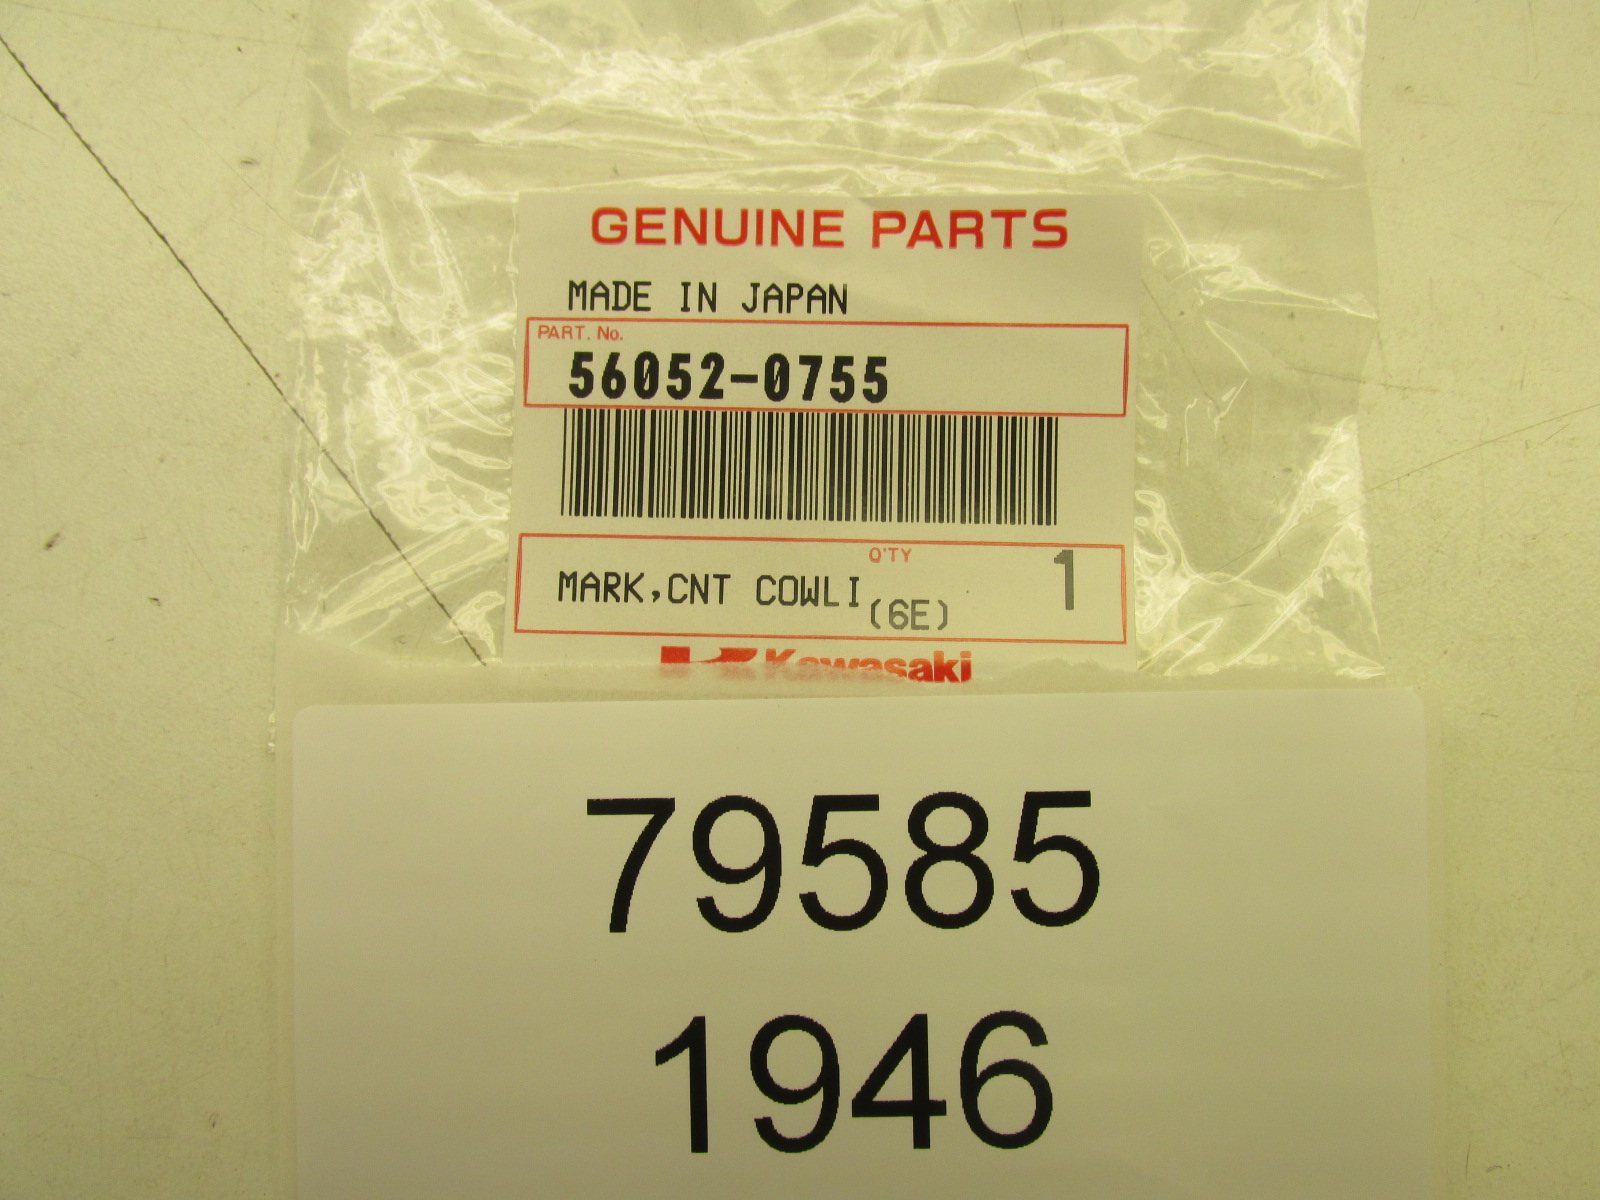 GENUINE PARTS
MADE IN JAPAN
PART. No.
56052-0755
Q'TY
MARK,CNT COWLI (6E) 1
Kawasaki
79585
1946